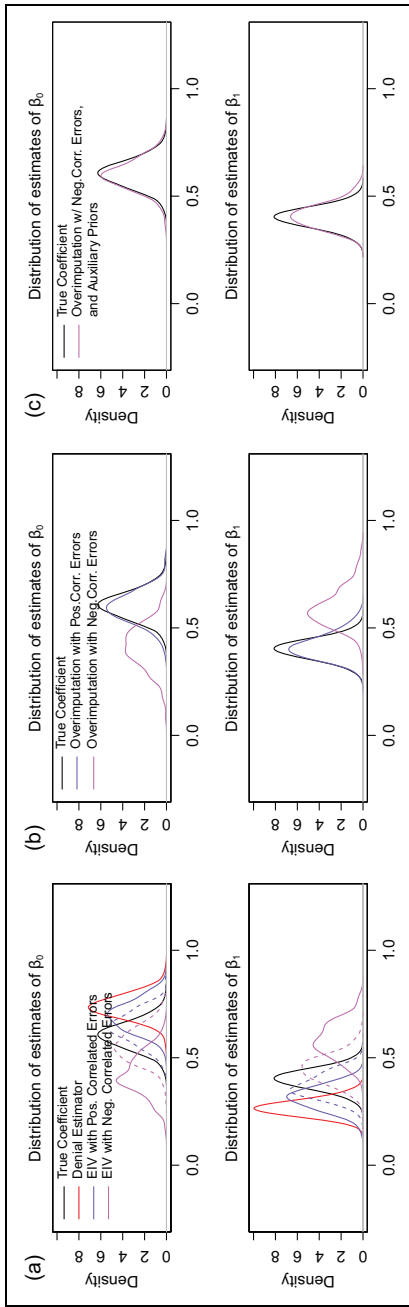 (a)
Distribution of estimates of β0
True Coefficient
Denial Estimator
EIV with Pos. Correlated Errors
EIV with Neg. Correlated Errors
Density
0 2 4 6 8 10
0.0 0.5 1.0
Distribution of estimates of β1
Density
0 2 4 6 8 10
0.0 0.5 1.0
(b)
Distribution of estimates of β0
True Coefficient
Overimputation with Pos.Corr. Errors
Overimputation with Neg.Corr. Errors
Density
0 2 4 6 8 10
0.0 0.5 1.0
Distribution of estimates of β1
Density
0 2 4 6 8 10
0.0 0.5 1.0
(c)
Distribution of estimates of β0
True Coefficient
Overimputation w/ Neg.Corr. Errors,
and Auxiliary Priors
Density
0 2 4 6 8 10
0.0 0.5 1.0
Distribution of estimates of β1
Density
0 2 4 6 8 10
0.0 0.5 1.0